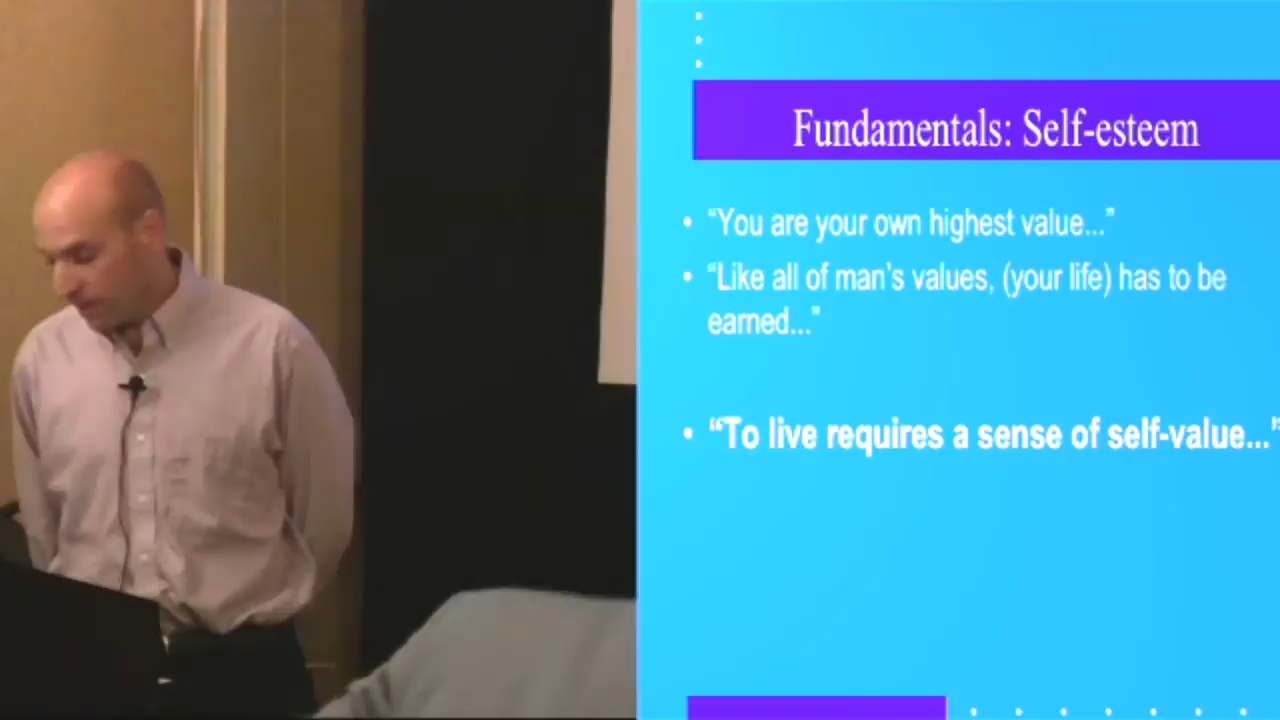 Fundamentals: Self-esteem
• “You are your own highest value...”
• “Like all of man’s values, (your life) has to be
earned...”
• “To live requires a sense of self-value...”